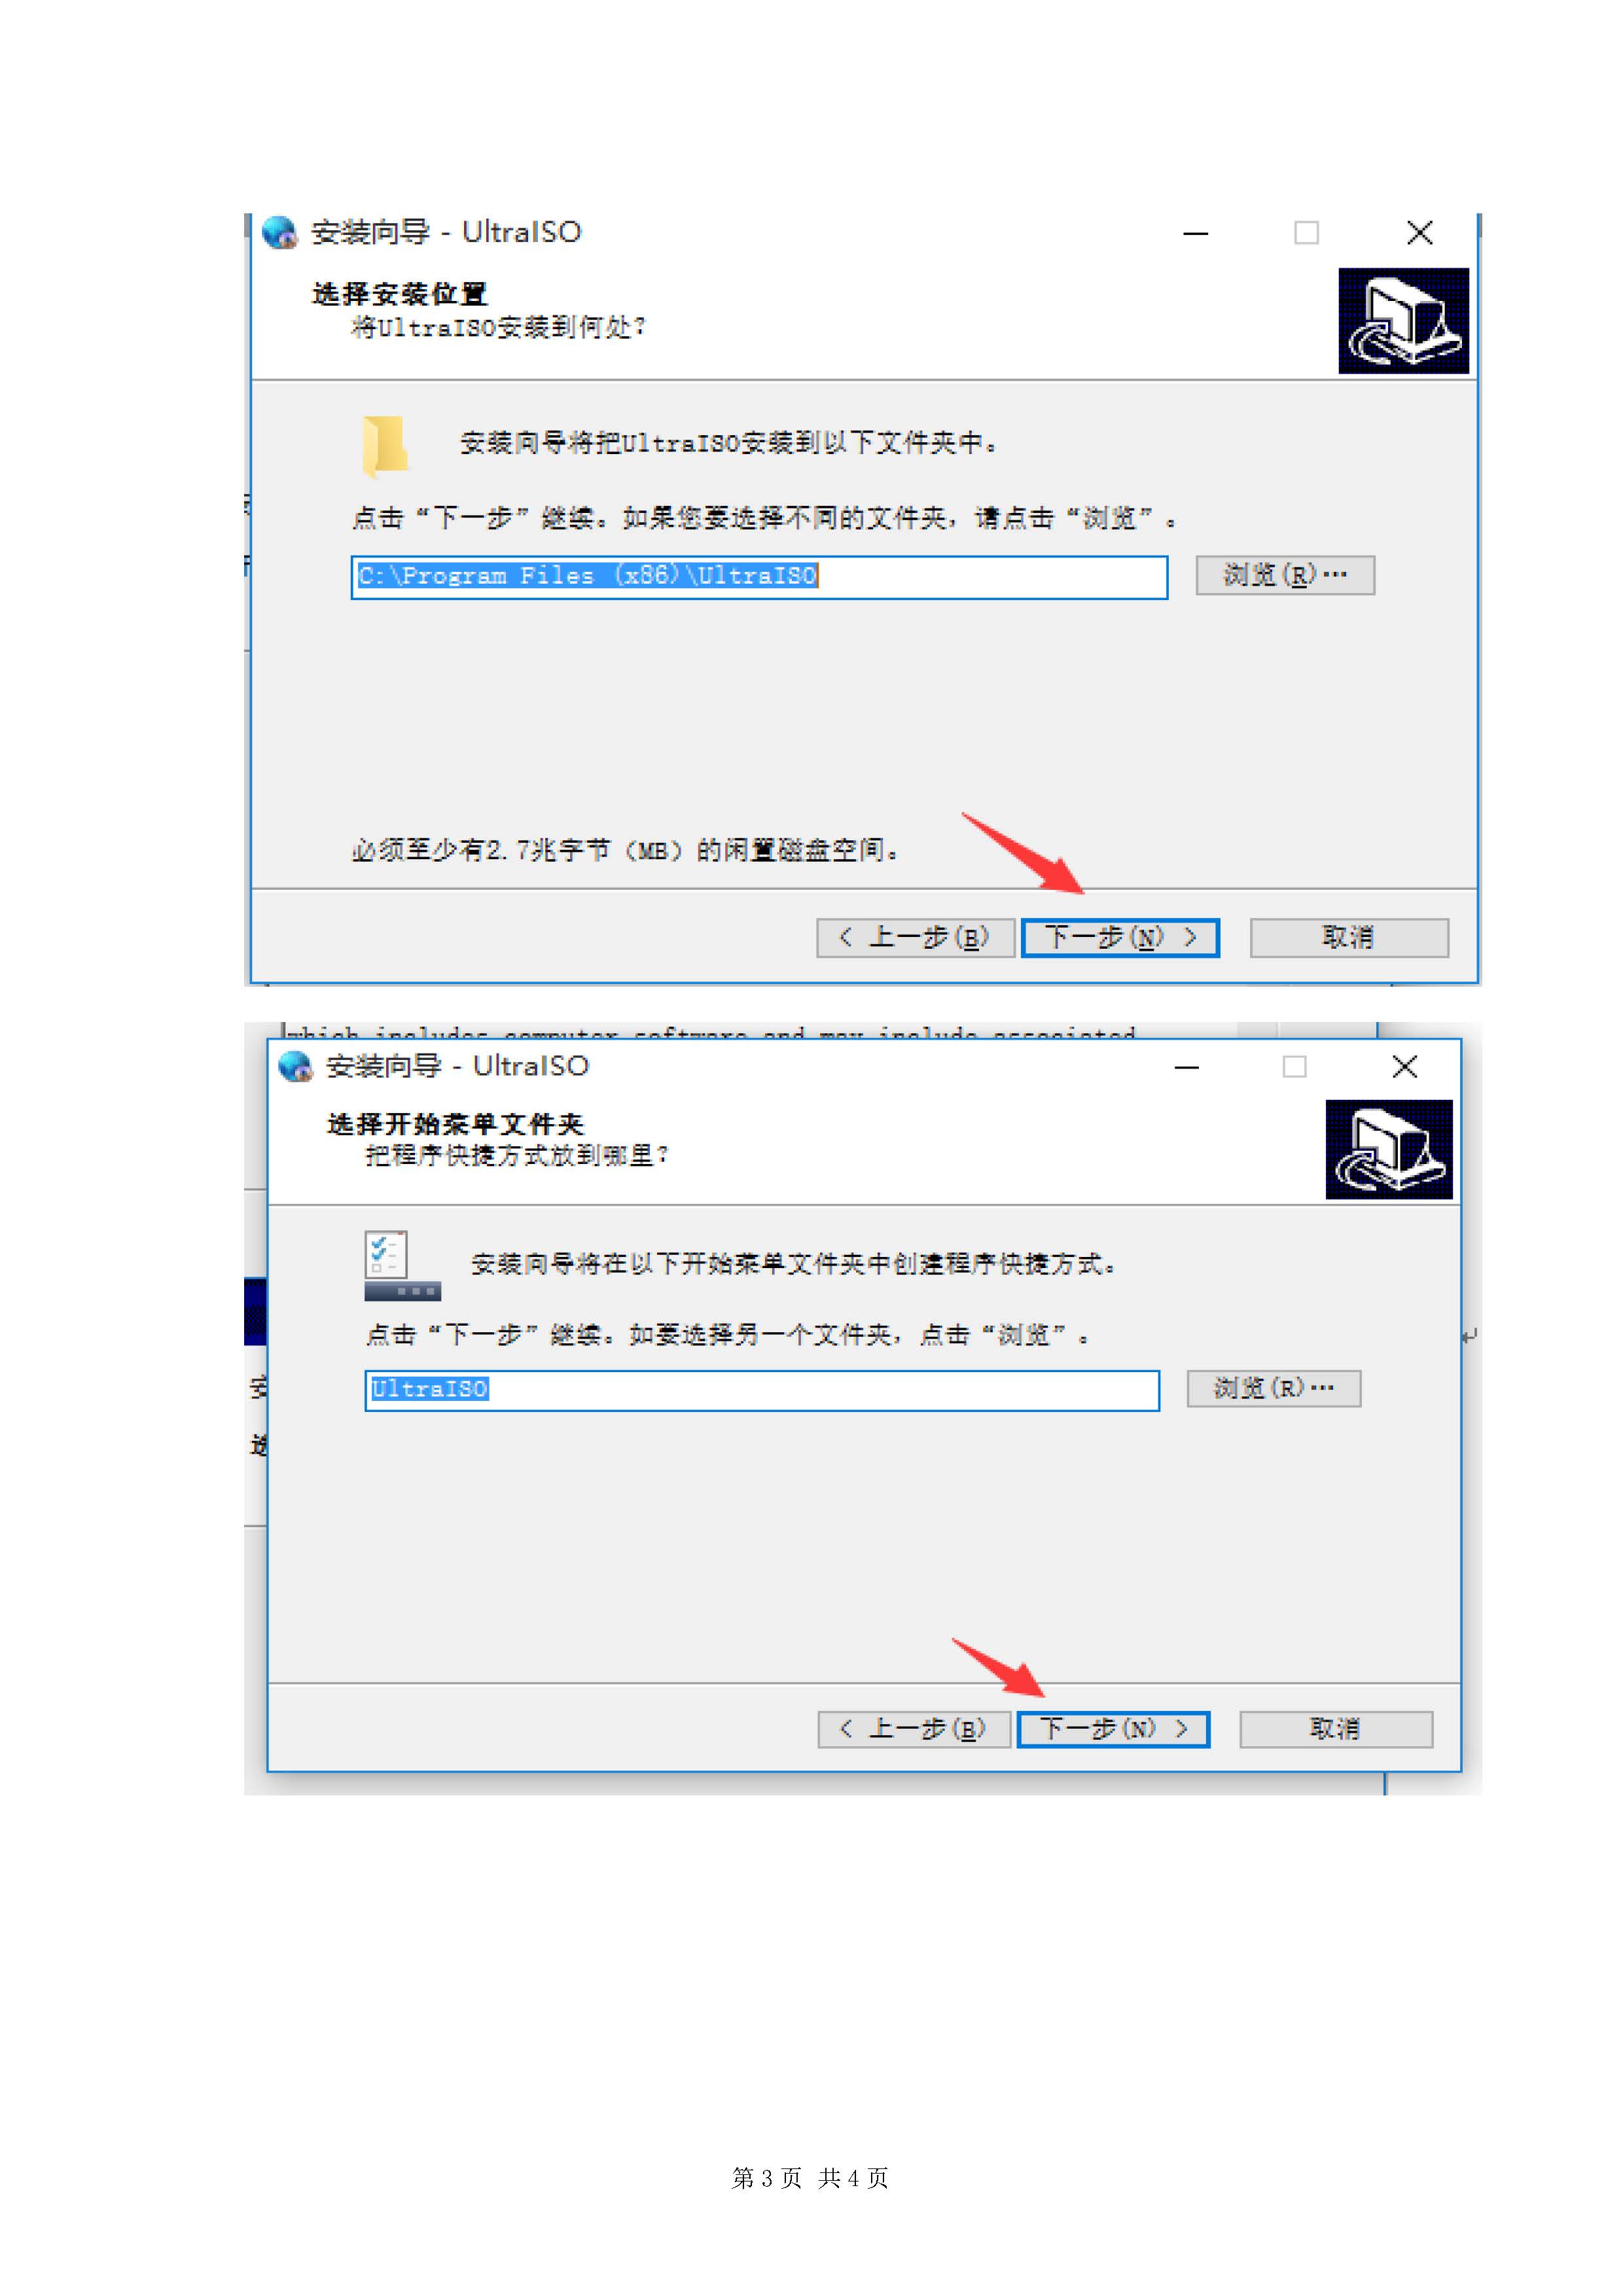 安装向导 - UltraISO
选择安装位置
将UltraISO安装到何处?
安装向导将把UltraISO安装到以下文件夹中。
点击“下一步”继续。如果您要选择不同的文件夹，请点击“浏览”。
C:\Program Files (x86)\UltraISO
浏览(R)…
必须至少有2.7兆字节（MB）的闲置磁盘空间。
< 上一步(B)
下一步(N) >
取消
which includes computer software and may include associated
安装向导 - UltraISO
选择开始菜单文件夹
把程序快捷方式放到哪里?
安装向导将在以下开始菜单文件夹中创建程序快捷方式。
点击“下一步”继续。如要选择另一个文件夹，点击“浏览”。
UltraISO
浏览(R)…
< 上一步(B)
下一步(N) >
取消
第 3 页 共 4 页